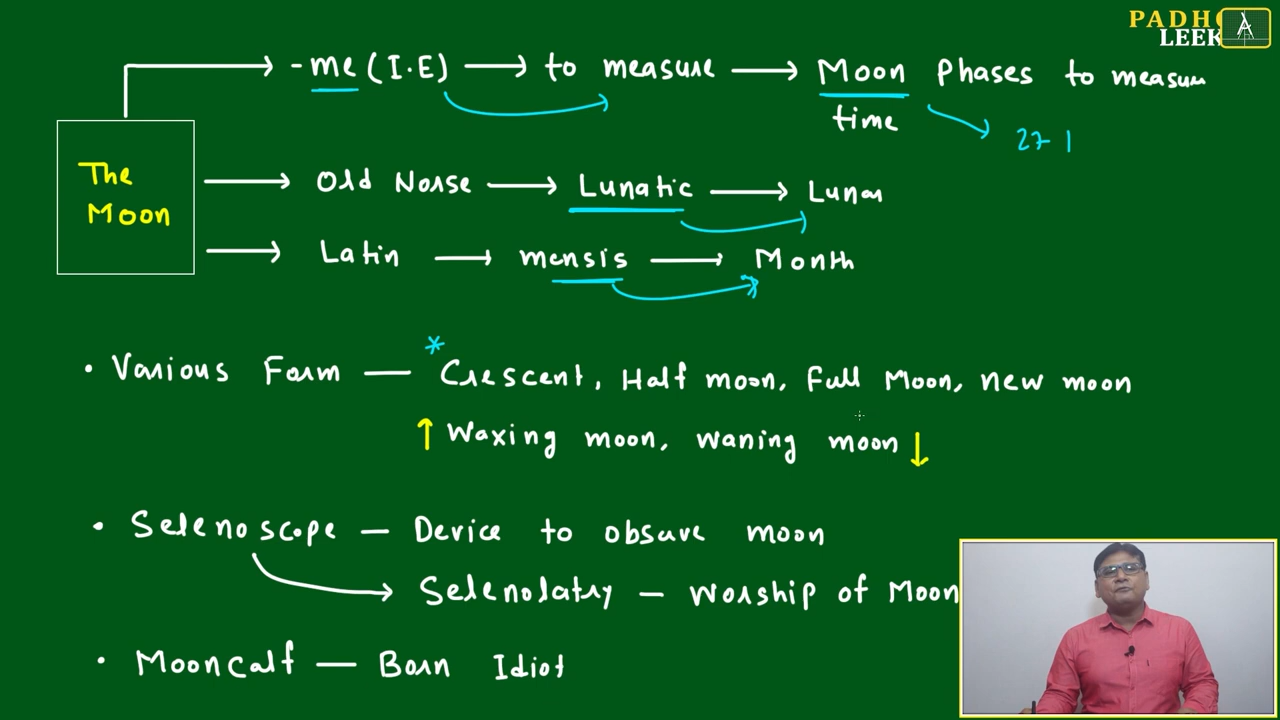 PADHO
LEEKH
- me (I.E) → to measure → Moon Phases to measure
time
27 1
The
Moon
Old Norse → Lunatic → Lunar
Latin → mensis → Month
• Various Form — * Crescent, Half moon, Full Moon, new moon
↑ Waxing moon, waning moon ↓
• Selenoscope — Device to obsarve moon
→ Selenolatry — Worship of Moon
• Mooncalf — Born Idiot